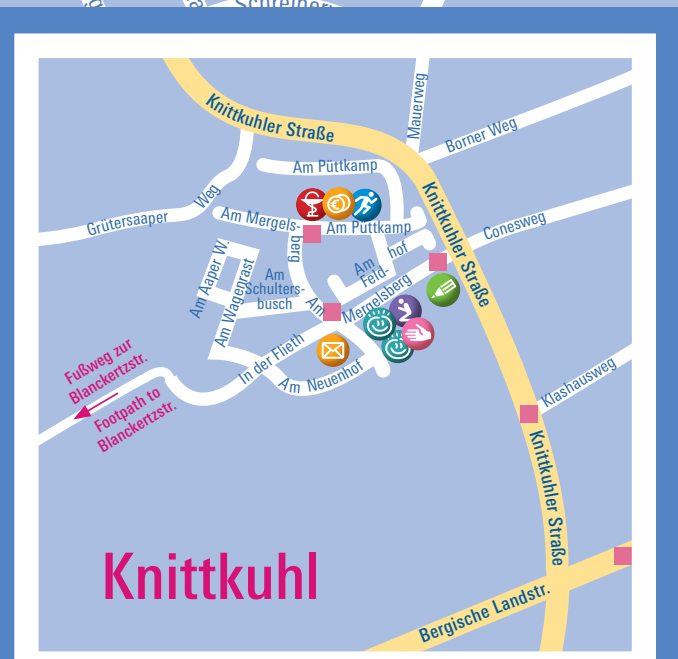 Knittkuhler Straße
Mauerweg
Borner Weg
Am Püttkamp
Weg
Grütersaaper
Am Mergels-
berg
Am Püttkamp
Knittkuhler Straße
Conesweg
Am
Feld-
hof
Am Aaper W.
Am Wagenrast
Am
Schulters-
busch
Am
Mergelsberg
In der Flieth
Am Neuenhof
Fußweg zur
Blanckertzstr.
Footpath to
Blanckertzstr.
Klashausweg
Knittkuhler Straße
Knittkuhl
Bergische Landstr.